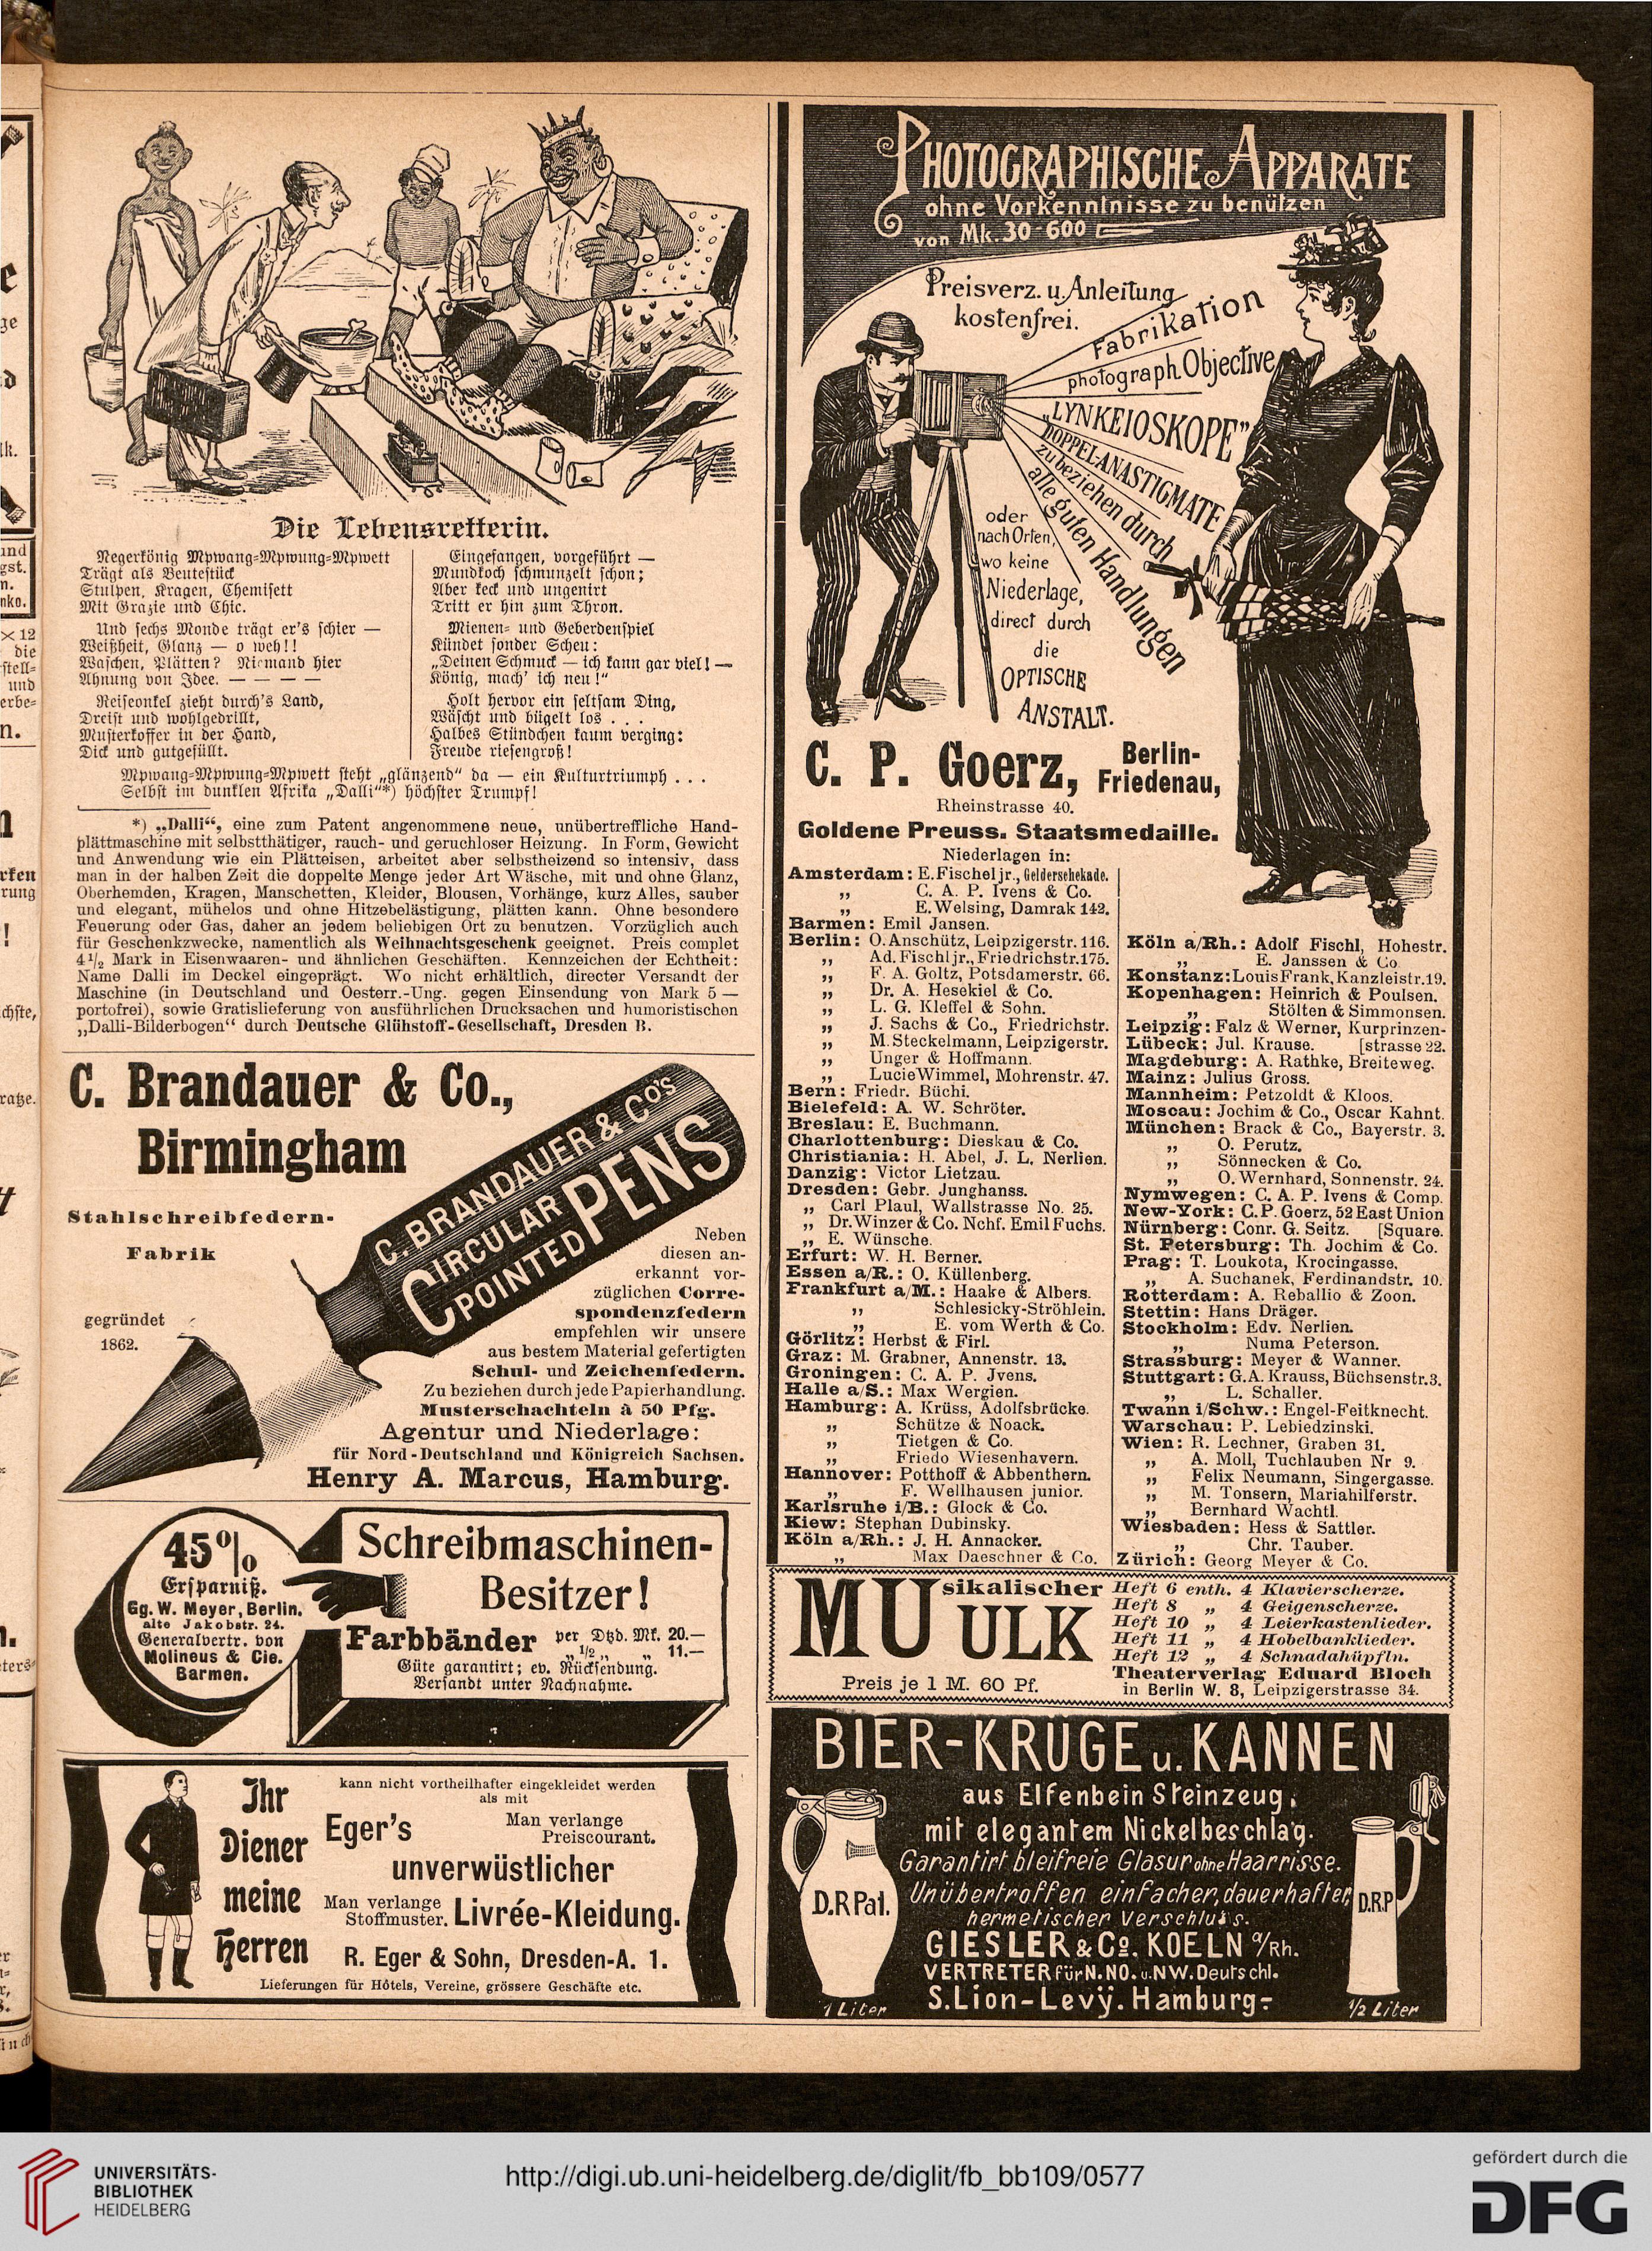 Die Lebensretterin.
Negerkönig Mpwang-Mpwung-Mpwett
Trägt als Beutestück
Stulpen, Kragen, Chemisett
Mit Grazie und Chic.
Und sechs Monde trägt er's schier —
Weißheit, Glanz — o weh!!
Waschen, Plätten? Niemand hier
Ahnung von Idee. — — — —
Reiseonkel zieht durch's Land,
Dreist und wohlgedrillt,
Musterkoffer in der Hand,
Dick und gutgefüllt.
Eingefangen, vorgeführt —
Mundkoch schmunzelt schon;
Aber keck und ungenirt
Tritt er hin zum Thron.
Mienen- und Geberdenspiel
Kündet sonder Scheu:
„Deinen Schmuck — ich kann gar viel! —
König, mach' ich neu!“
Holt hervor ein seltsam Ding,
Wäscht und bügelt los . . .
Halbes Stündchen kaum verging:
Freude riesengroß!
Mpwang-Mpwung-Mpwett steht „glänzend“ da — ein Kulturtriumph . . .
Selbst im dunklen Afrika „Dalli“*) höchster Trumpf!
*) „Dalli“, eine zum Patent angenommene neue, unübertreffliche Hand-
plättmaschine mit selbstthätiger, rauch- und geruchloser Heizung. In Form, Gewicht
und Anwendung wie ein Plätteisen, arbeitet aber selbstheizend so intensiv, dass
man in der halben Zeit die doppelte Menge jeder Art Wäsche, mit und ohne Glanz,
Oberhemden, Kragen, Manschetten, Kleider, Blousen, Vorhänge, kurz Alles, sauber
und elegant, mühelos und ohne Hitzebelästigung, plätten kann. Ohne besondere
Feuerung oder Gas, daher an jedem beliebigen Ort zu benutzen. Vorzüglich auch
für Geschenkzwecke, namentlich als Weihnachtsgeschenk geeignet. Preis complet
4½ Mark in Eisenwaaren- und ähnlichen Geschäften. Kennzeichen der Echtheit:
Name Dalli im Deckel eingeprägt. Wo nicht erhältlich, directer Versandt der
Maschine (in Deutschland und Oesterr.-Ung. gegen Einsendung von Mark 5 —
portofrei), sowie Gratislieferung von ausführlichen Drucksachen und humoristischen
„Dalli-Bilderbogen“ durch Deutsche Glühstoff-Gesellschaft, Dresden B.
C. Brandauer & Co.,
Birmingham
Stahlschreibfedern-
Fabrik
gegründet
1862.
C. BRANDAUER & CO'S
CIRCULAR
POINTED
PENS
Neben
diesen an-
erkannt vor-
züglichen Corre-
spondenzfedern
empfehlen wir unsere
aus bestem Material gefertigten
Schul- und Zeichenfedern.
Zu beziehen durch jede Papierhandlung.
Musterschachteln à 50 Pfg.
Agentur und Niederlage:
für Nord-Deutschland und Königreich Sachsen.
Henry A. Marcus, Hamburg.
45%
Ersparniß.
Gg. W. Meyer, Berlin.
alte Jakobstr. 24.
Generalvertr. von
Molineus & Cie.
Barmen.
Schreibmaschinen-
Besitzer!
Farbbänder per Dtzd. Mk. 20.—
„ ½ „ „ 11.—
Güte garantirt; ev. Rücksendung.
Versandt unter Nachnahme.
Ihr
Diener
meine
Herren
kann nicht vortheilhafter eingekleidet werden
als mit
Eger's
Man verlange
Preiscourant.
unverwüstlicher
Man verlange
Stoffmuster.
Livrée-Kleidung.
R. Eger & Sohn, Dresden-A. 1.
Lieferungen für Hôtels, Vereine, grössere Geschäfte etc.
PHOTOGRAPHISCHE APPARATE
ohne Vorkenntnisse zu benützen
von Mk. 30-600
Preisverz. u. Anleitung
kostenfrei.
Fabrikation
photograph. Objective
„LYNKEIOSKOPE“
DOPPEL-ANASTIGMATE
zu beziehen durch
alle guten Handlungen
oder
nach Orten,
wo keine
Niederlage,
direct durch
die
OPTISCHE
ANSTALT.
C. P. Goerz, Berlin-
Friedenau,
Rheinstrasse 40.
Goldene Preuss. Staatsmedaille.
Niederlagen in:
Amsterdam: E. Fischel jr., Gelderschekade.
„ C. A. P. Ivens & Co.
„ E. Welsing, Damrak 142.
Barmen: Emil Jansen.
Berlin: O. Anschütz, Leipzigerstr. 116.
„ Ad. Fischl jr., Friedrichstr. 175.
„ F. A. Goltz, Potsdamerstr. 66.
„ Dr. A. Hesekiel & Co.
„ L. G. Kleffel & Sohn.
„ J. Sachs & Co., Friedrichstr.
„ M. Steckelmann, Leipzigerstr.
„ Unger & Hoffmann.
„ Lucie Wimmel, Mohrenstr. 47.
Bern: Friedr. Büchi.
Bielefeld: A. W. Schröter.
Breslau: E. Buchmann.
Charlottenburg: Dieskau & Co.
Christiania: H. Abel, J. L. Nerlien.
Danzig: Victor Lietzau.
Dresden: Gebr. Junghanss.
„ Carl Plaul, Wallstrasse No. 25.
„ Dr. Winzer & Co. Nchf. Emil Fuchs.
„ E. Wünsche.
Erfurt: W. H. Berner.
Essen a/R.: O. Küllenberg.
Frankfurt a/M.: Haake & Albers.
„ Schlesicky-Ströhlein.
„ E. vom Werth & Co.
Görlitz: Herbst & Firl.
Graz: M. Grabner, Annenstr. 13.
Groningen: C. A. P. Jvens.
Halle a/S.: Max Wergien.
Hamburg: A. Krüss, Adolfsbrücke.
„ Schütze & Noack.
„ Tietgen & Co.
„ Friedo Wiesenhavern.
Hannover: Potthoff & Abbenthern.
„ F. Wellhausen junior.
Karlsruhe i/B.: Glock & Co.
Kiew: Stephan Dubinsky.
Köln a/Rh.: J. H. Annacker.
„ Max Daeschner & Co.
Köln a/Rh.: Adolf Fischl, Hohestr.
„ E. Janssen & Co
Konstanz: Louis Frank, Kanzleistr. 19.
Kopenhagen: Heinrich & Poulsen.
„ Stölten & Simmonsen.
Leipzig: Falz & Werner, Kurprinzen-
Lübeck: Jul. Krause. [strasse 22.
Magdeburg: A. Rathke, Breiteweg.
Mainz: Julius Gross.
Mannheim: Petzoldt & Kloos.
Moscau: Jochim & Co., Oscar Kahnt.
München: Brack & Co., Bayerstr. 3.
„ O. Perutz.
„ Sönnecken & Co.
„ O. Wernhard, Sonnenstr. 24.
Nymwegen: C. A. P. Ivens & Comp.
New-York: C. P. Goerz, 52 East Union
Nürnberg: Conr. G. Seitz. [Square.
St. Petersburg: Th. Jochim & Co.
Prag: T. Loukota, Krocingasse.
„ A. Suchanek, Ferdinandstr. 10.
Rotterdam: A. Reballio & Zoon.
Stettin: Hans Dräger.
Stockholm: Edv. Nerlien.
„ Numa Peterson.
Strassburg: Meyer & Wanner.
Stuttgart: G. A. Krauss, Büchsenstr. 3.
„ L. Schaller.
Twann i/Schw.: Engel-Feitknecht.
Warschau: P. Lebiedzinski.
Wien: R. Lechner, Graben 31.
„ A. Moll, Tuchlauben Nr 9.
„ Felix Neumann, Singergasse.
„ M. Tonsern, Mariahilferstr.
„ Bernhard Wachtl.
Wiesbaden: Hess & Sattler.
„ Chr. Tauber.
Zürich: Georg Meyer & Co.
MUsikalischer
ULK
Preis je 1 M. 60 Pf.
Heft 6 enth. 4 Klavierscherze.
Heft 8 „ 4 Geigenscherze.
Heft 10 „ 4 Leierkastenlieder.
Heft 11 „ 4 Hobelbanklieder.
Heft 12 „ 4 Schnadahüpfln.
Theaterverlag Eduard Bloch
in Berlin W. 8, Leipzigerstrasse 34.
BIER-KRUGE u. KANNEN
aus Elfenbein Steinzeug,
mit elegantem Nickelbeschlag.
Garantirt bleifreie Glasur ohne Haarrisse.
Unübertroffen einfacher, dauerhafter,
hermetischer Verschluss.
GIESLER & Co. KOELN a/Rh.
VERTRETER für N. NO. u. NW. Deutschl.
S. Lion-Levy. Hamburg-
D.R Pat.
1 Liter
D.R.P
1/2 Liter
UNIVERSITÄTS-
BIBLIOTHEK
HEIDELBERG
http://digi.ub.uni-heidelberg.de/diglit/fb_bb109/0577
gefördert durch die
DFG